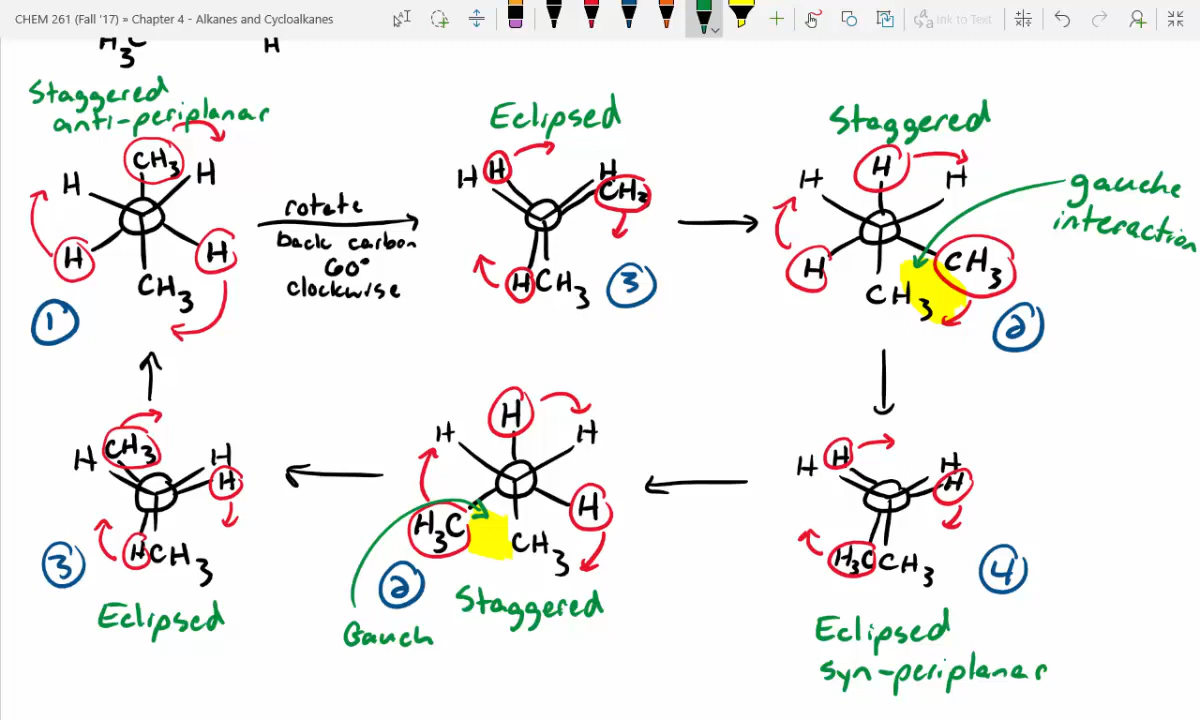 CHEM 261 (Fall '17) » Chapter 4 - Alkanes and Cycloalkanes
Ink to Text
H3C
H
Staggered
anti-periplanar
CH3
H
H
H
H
CH3
1
rotate
back carbon
60°
clockwise
Eclipsed
H
H
H
CH3
H
CH3
3
Staggered
H
H
H
H
CH3
CH3
2
gauche
interaction
CH3
H
H
H
H
CH3
3
Eclipsed
H
H
H
H3C
H
CH3
2
Staggered
Gauch
H
H
H
H
H3C
CH3
4
Eclipsed
syn-periplanar